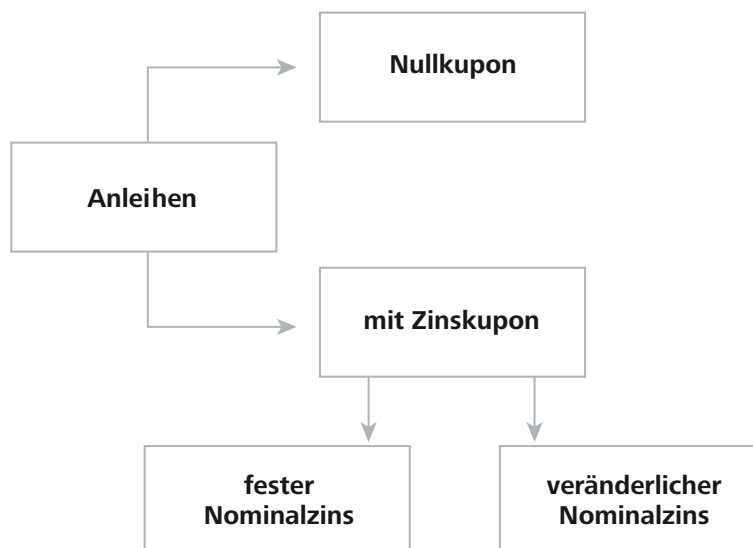 Nullkupon
Anleihen
mit Zinskupon
fester
Nominalzins
veränderlicher
Nominalzins